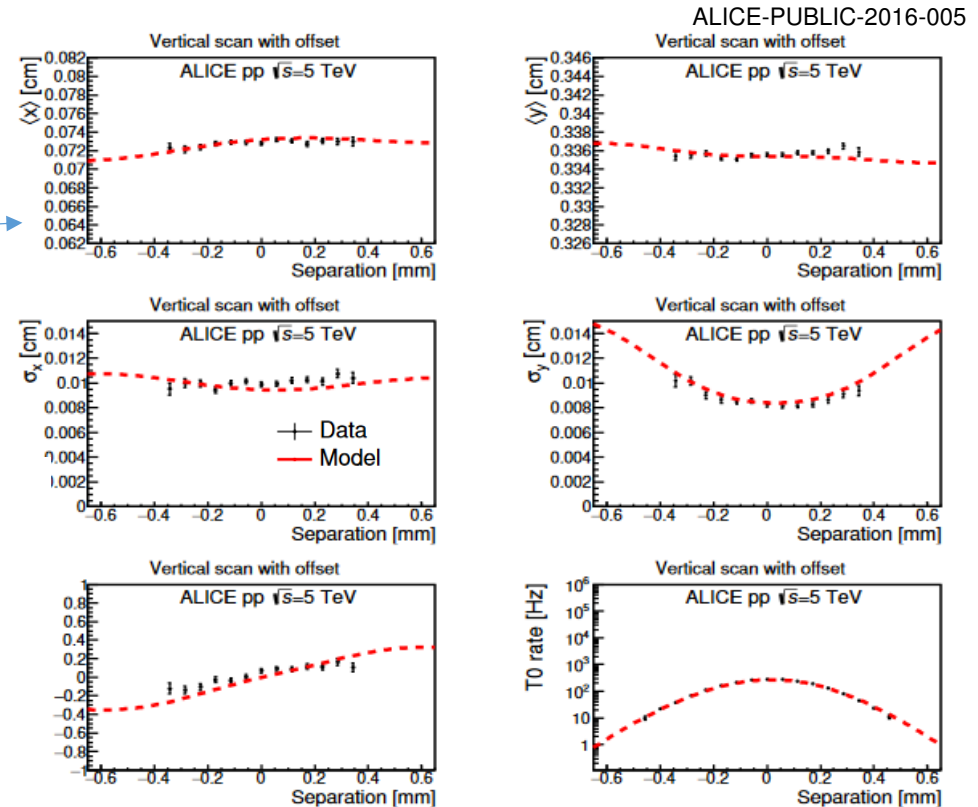 ALICE-PUBLIC-2016-005
Vertical scan with offset
ALICE pp √s=5 TeV
⟨x⟩ [cm]
0.082
0.08
0.078
0.076
0.074
0.072
0.07
0.068
0.066
0.064
0.062
−0.6 −0.4 −0.2 0 0.2 0.4 0.6
Separation [mm]
Vertical scan with offset
ALICE pp √s=5 TeV
⟨y⟩ [cm]
0.346
0.344
0.342
0.34
0.338
0.336
0.334
0.332
0.33
0.328
0.326
−0.6 −0.4 −0.2 0 0.2 0.4 0.6
Separation [mm]
Vertical scan with offset
ALICE pp √s=5 TeV
σx [cm]
0.014
0.012
0.01
0.008
0.006
0.004
0.002
0
Data
Model
−0.6 −0.4 −0.2 0 0.2 0.4 0.6
Separation [mm]
Vertical scan with offset
ALICE pp √s=5 TeV
σy [cm]
0.014
0.012
0.01
0.008
0.006
0.004
0.002
0
−0.6 −0.4 −0.2 0 0.2 0.4 0.6
Separation [mm]
Vertical scan with offset
ALICE pp √s=5 TeV
1
0.8
0.6
0.4
0.2
0
−0.2
−0.4
−0.6
−0.8
−1
−0.6 −0.4 −0.2 0 0.2 0.4 0.6
Separation [mm]
Vertical scan with offset
ALICE pp √s=5 TeV
T0 rate [Hz]
10⁶
10⁵
10⁴
10³
10²
10
1
−0.6 −0.4 −0.2 0 0.2 0.4 0.6
Separation [mm]